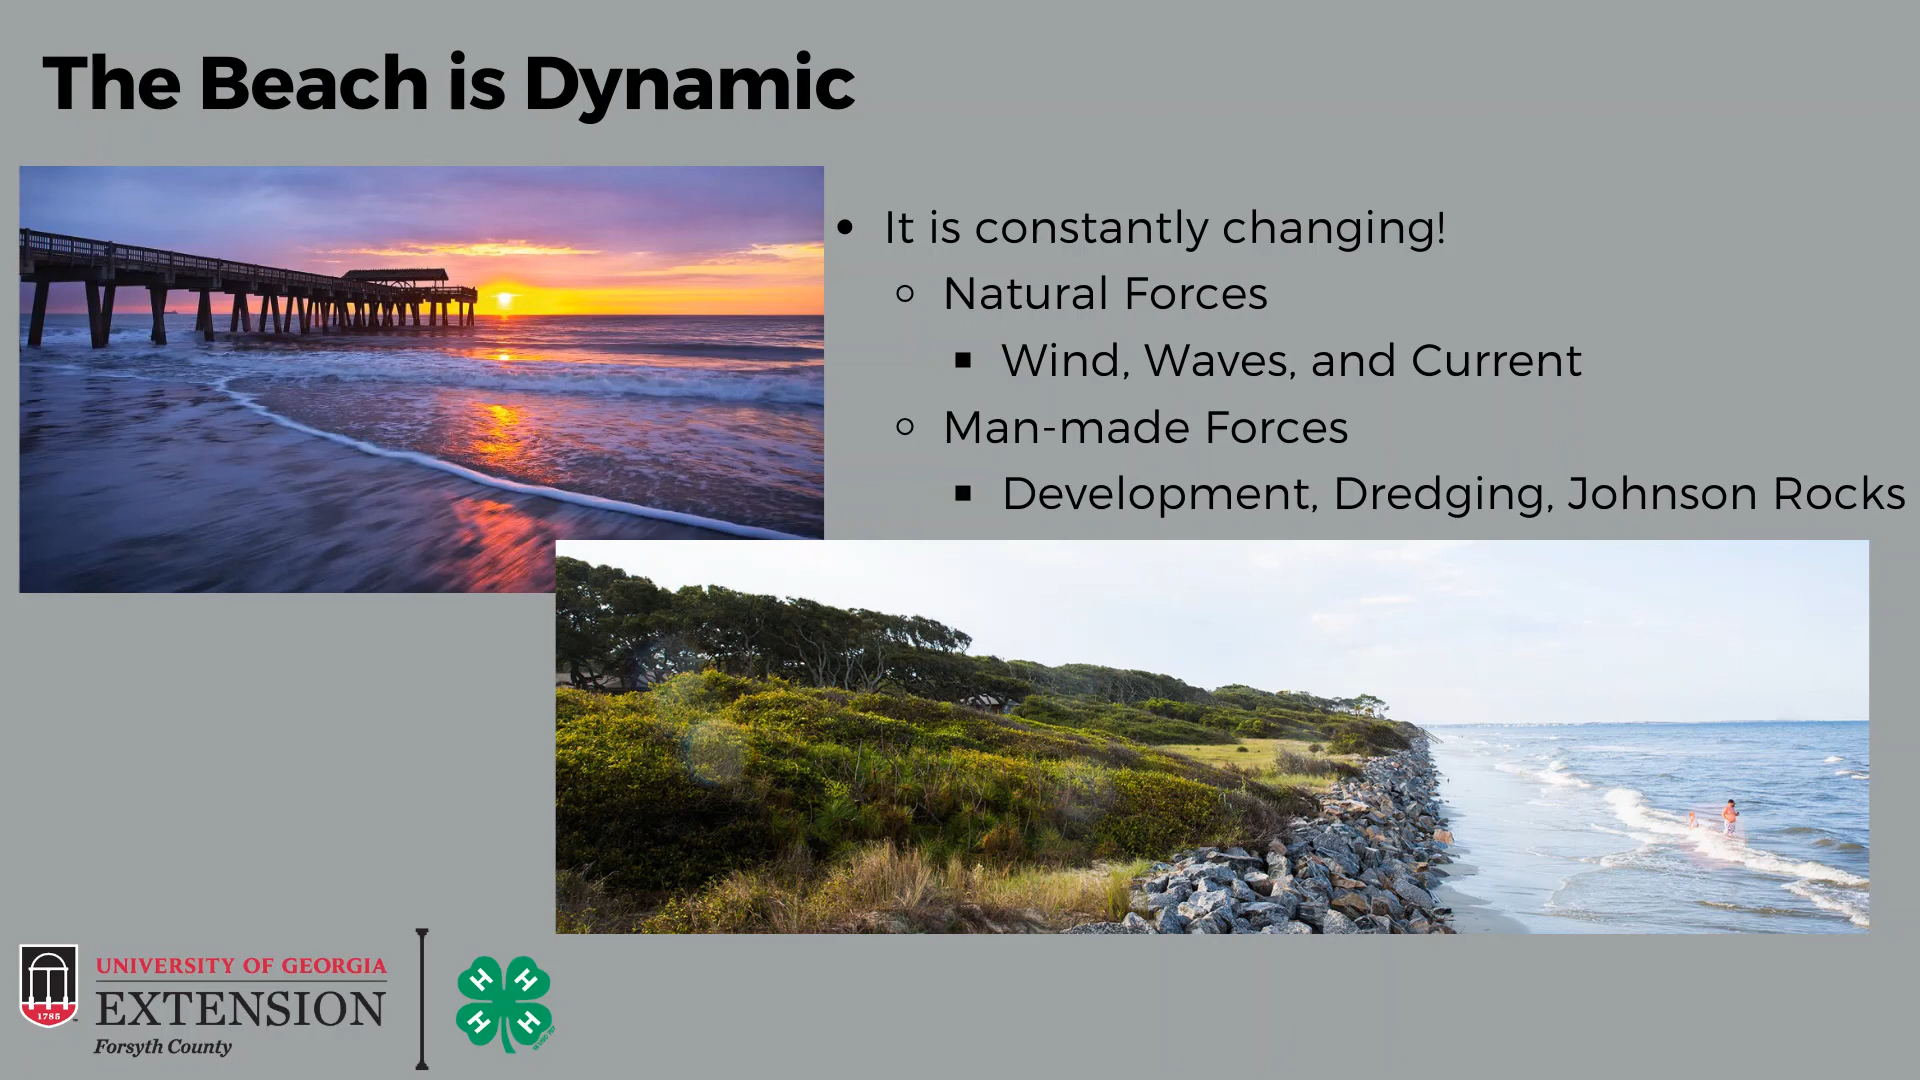 The Beach is Dynamic
• It is constantly changing!
○ Natural Forces
▪ Wind, Waves, and Current
○ Man-made Forces
▪ Development, Dredging, Johnson Rocks
1785
UNIVERSITY OF GEORGIA
EXTENSION
Forsyth County
H H
H H